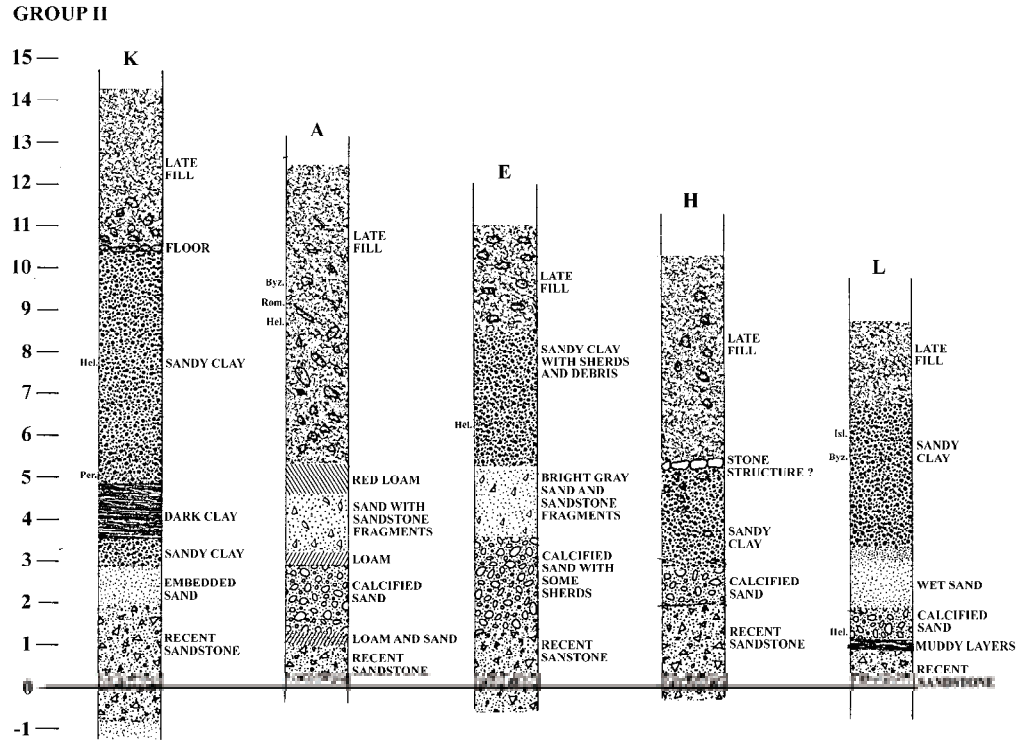 GROUP II
15
14
13
12
11
10
9
8
7
6
5
4
3
2
1
0
-1
K
LATE
FILL
FLOOR
Hel.
SANDY CLAY
Per.
DARK CLAY
SANDY CLAY
EMBEDDED
SAND
RECENT
SANDSTONE
A
LATE
FILL
Byz.
Rom.
Hel.
RED LOAM
SAND WITH
SANDSTONE
FRAGMENTS
LOAM
CALCIFIED
SAND
LOAM AND SAND
RECENT
SANDSTONE
E
LATE
FILL
SANDY CLAY
WITH SHERDS
AND DEBRIS
Hel.
BRIGHT GRAY
SAND AND
SANDSTONE
FRAGMENTS
CALCIFIED
SAND WITH
SOME
SHERDS
RECENT
SANSTONE
H
LATE
FILL
STONE
STRUCTURE ?
SANDY
CLAY
CALCIFIED
SAND
RECENT
SANDSTONE
L
LATE
FILL
Isl.
Byz.
SANDY
CLAY
WET SAND
CALCIFIED
SAND
Hel.
MUDDY LAYERS
RECENT
SANDSTONE